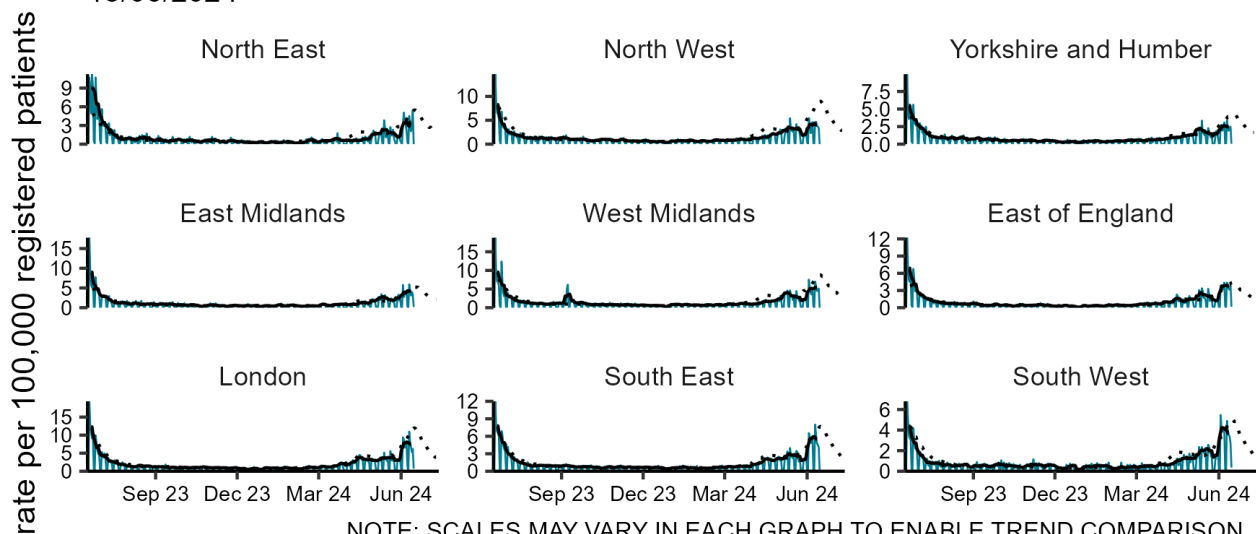 rate per 100,000 registered patients
North East
North West
Yorkshire and Humber
9
6
3
0
10
5
0
7.5
5.0
2.5
0.0
East Midlands
West Midlands
East of England
15
10
5
0
15
10
5
0
12
9
6
3
0
London
South East
South West
15
10
5
0
12
9
6
3
0
6
4
2
0
Sep 23 Dec 23 Mar 24 Jun 24
Sep 23 Dec 23 Mar 24 Jun 24
Sep 23 Dec 23 Mar 24 Jun 24
NOTE: SCALES MAY VARY IN EACH GRAPH TO ENABLE TREND COMPARISON